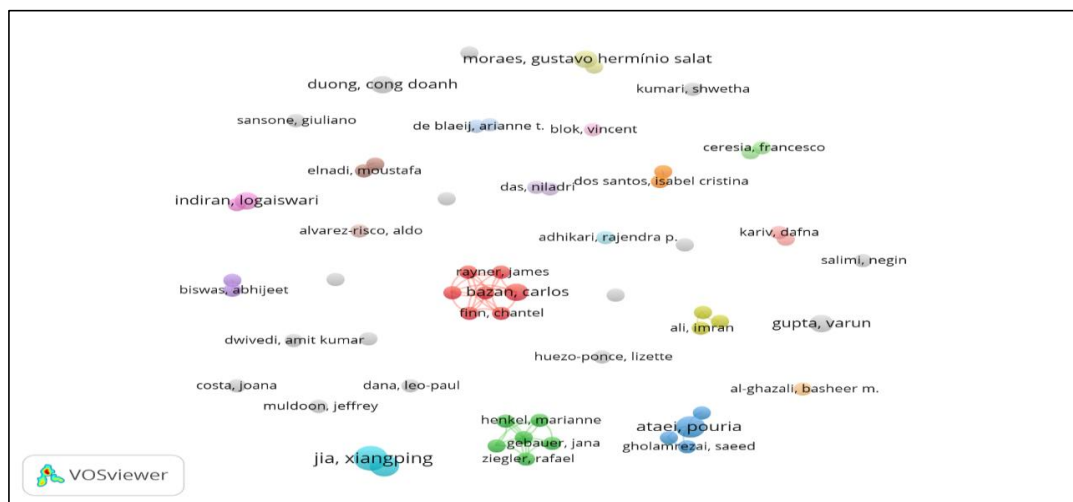 moraes, gustavo hermínio salat
duong, cong doanh
kumari, shwetha
sansone, giuliano
de blaeij, arianne t.
blok, vincent
ceresia, francesco
elnadi, moustafa
das, niladri
dos santos, isabel cristina
indiran, logaiswari
alvarez-risco, aldo
adhikari, rajendra p.
kariv, dafna
salimi, negin
rayner, james
biswas, abhijeet
bazan, carlos
finn, chantel
ali, imran
gupta, varun
dwivedi, amit kumar
huezo-ponce, lizette
costa, joana
dana, leo-paul
al-ghazali, basheer m.
muldoon, jeffrey
henkel, marianne
ataei, pouria
gebauer, jana
gholamrezai, saeed
jia, xiangping
ziegler, rafael
VOSviewer